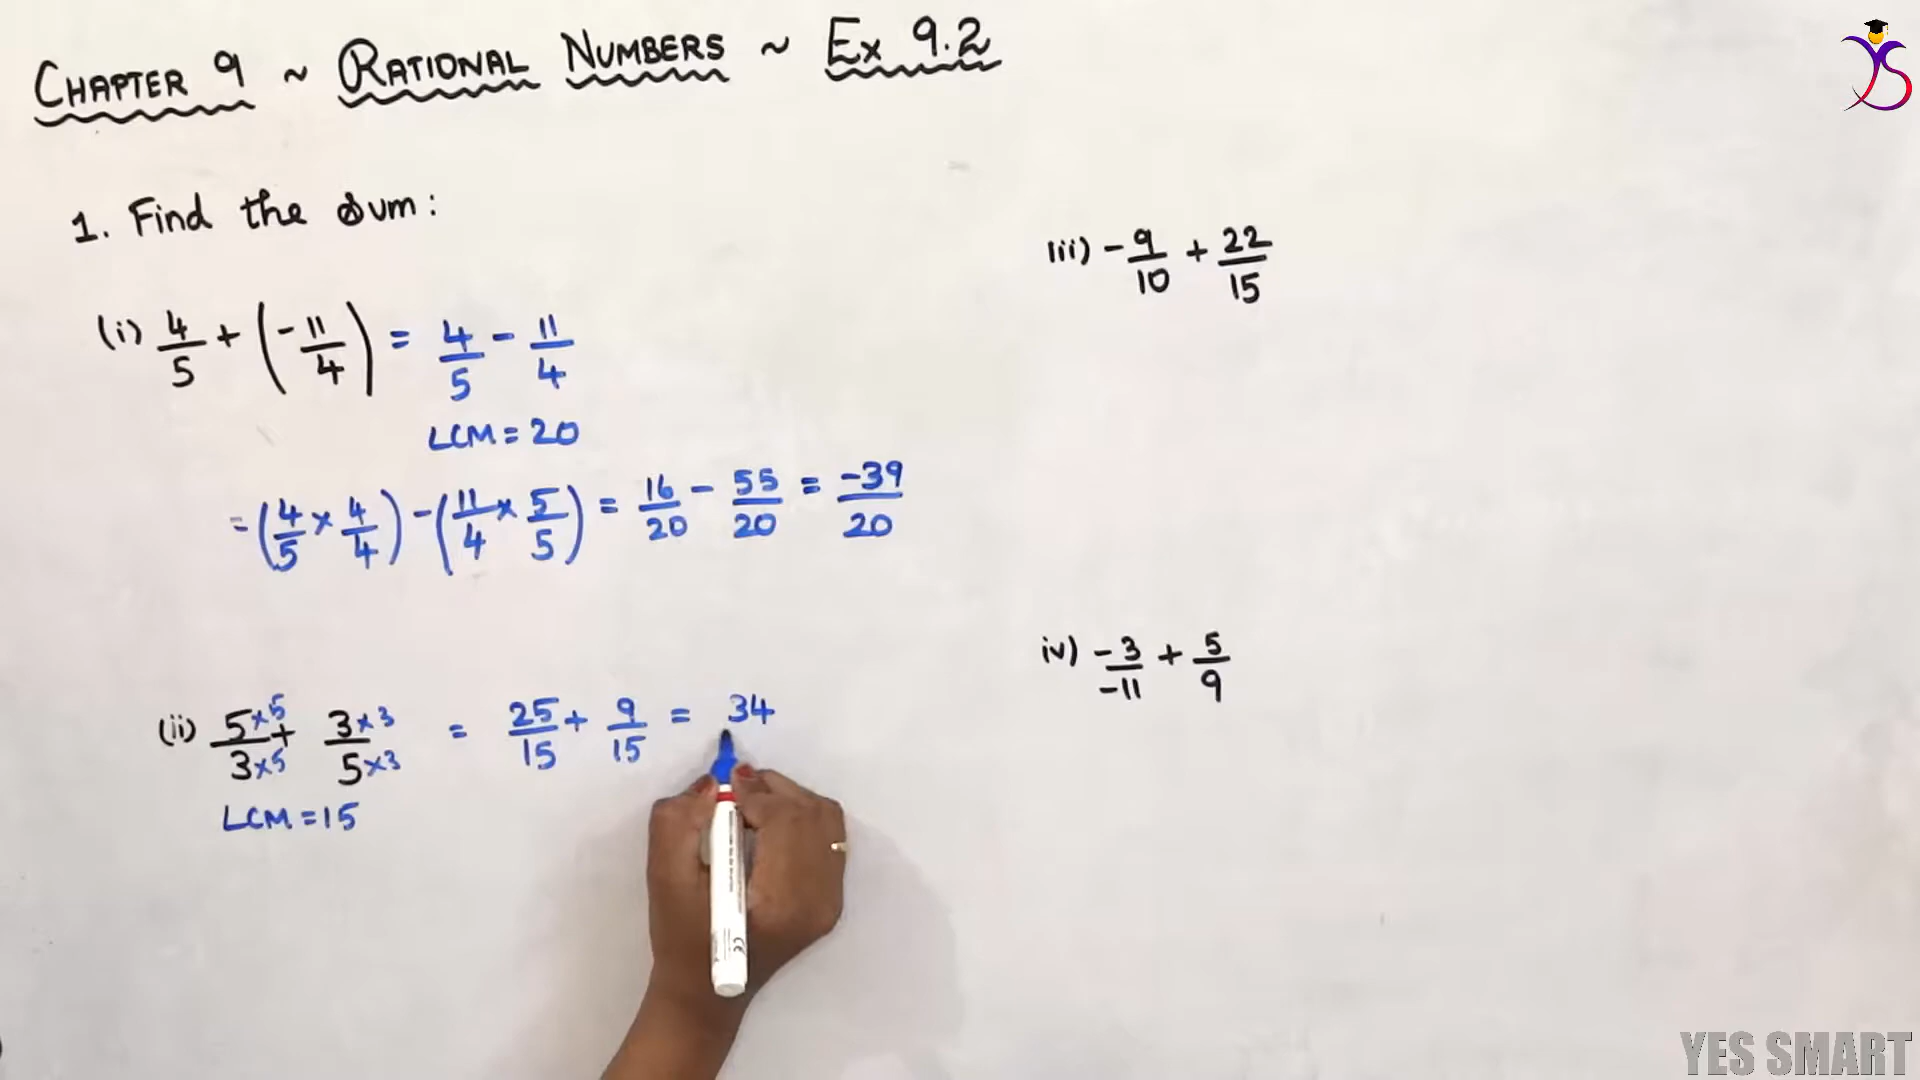 CHAPTER 9 ~ RATIONAL NUMBERS ~ Ex 9.2
1. Find the sum:
(i) 4/5 + (-11/4) = 4/5 - 11/4
LCM = 20
= (4/5 × 4/4) - (11/4 × 5/5) = 16/20 - 55/20 = -39/20
(ii) 5×5/3×5 + 3×3/5×3 = 25/15 + 9/15 = 34
LCM = 15
iii) -9/10 + 22/15
iv) -3/-11 + 5/9
YES SMART